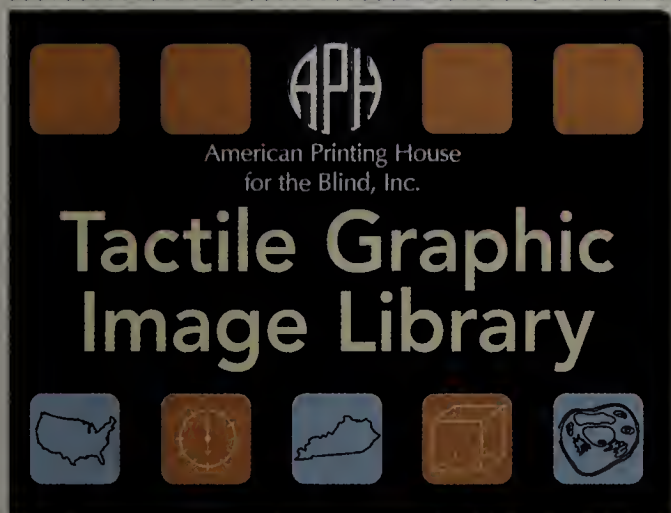 APH
American Printing House
for the Blind, Inc.
Tactile Graphic
Image Library